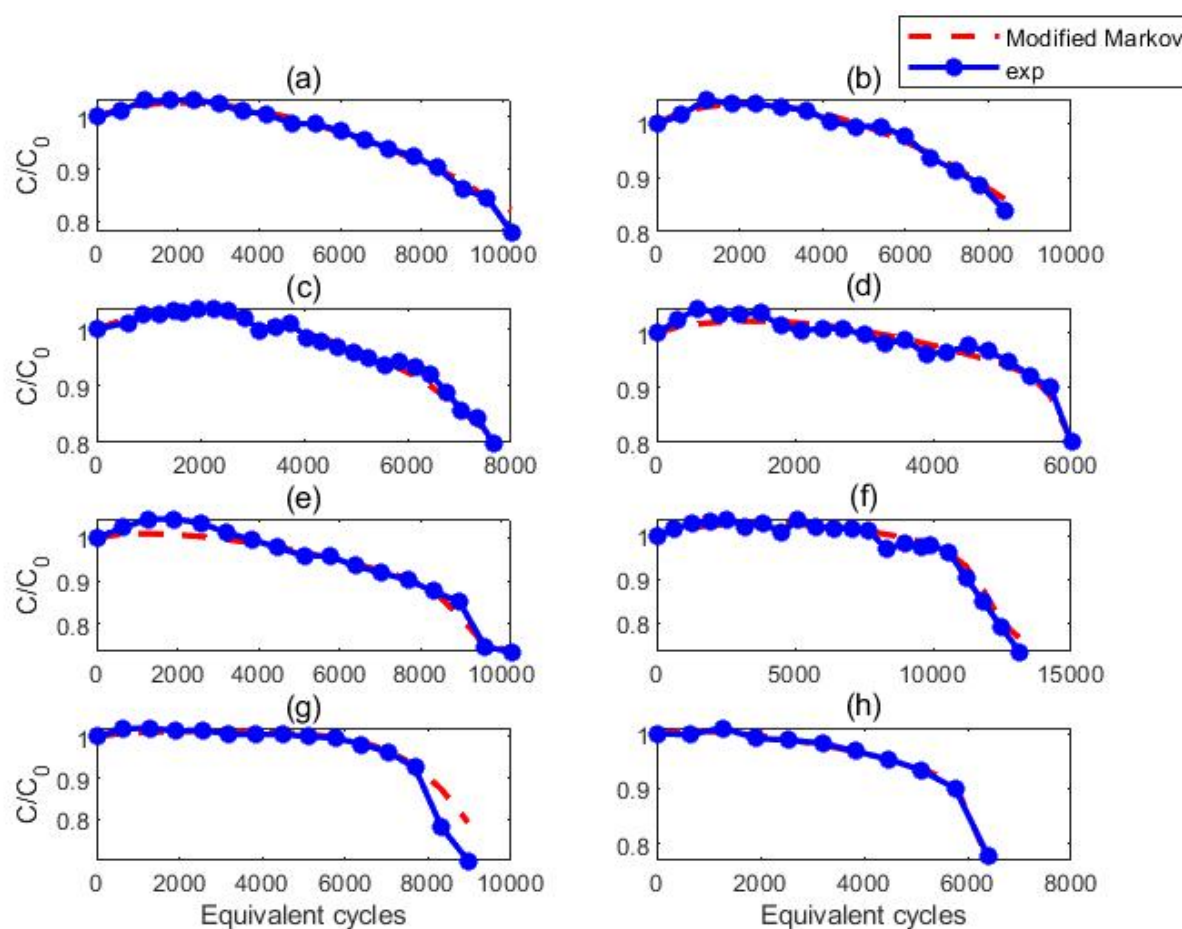 Modified Markov
exp
(a)
(b)
C/C0
1
0.9
0.8
0 2000 4000 6000 8000 10000
1
0.9
0.8
0 2000 4000 6000 8000 10000
(c)
(d)
C/C0
1
0.9
0.8
0 2000 4000 6000 8000
1
0.9
0.8
0 2000 4000 6000
(e)
(f)
C/C0
1
0.9
0.8
0 2000 4000 6000 8000 10000
1
0.9
0.8
0 5000 10000 15000
(g)
(h)
C/C0
1
0.9
0.8
0 2000 4000 6000 8000 10000
Equivalent cycles
1
0.9
0.8
0 2000 4000 6000 8000
Equivalent cycles